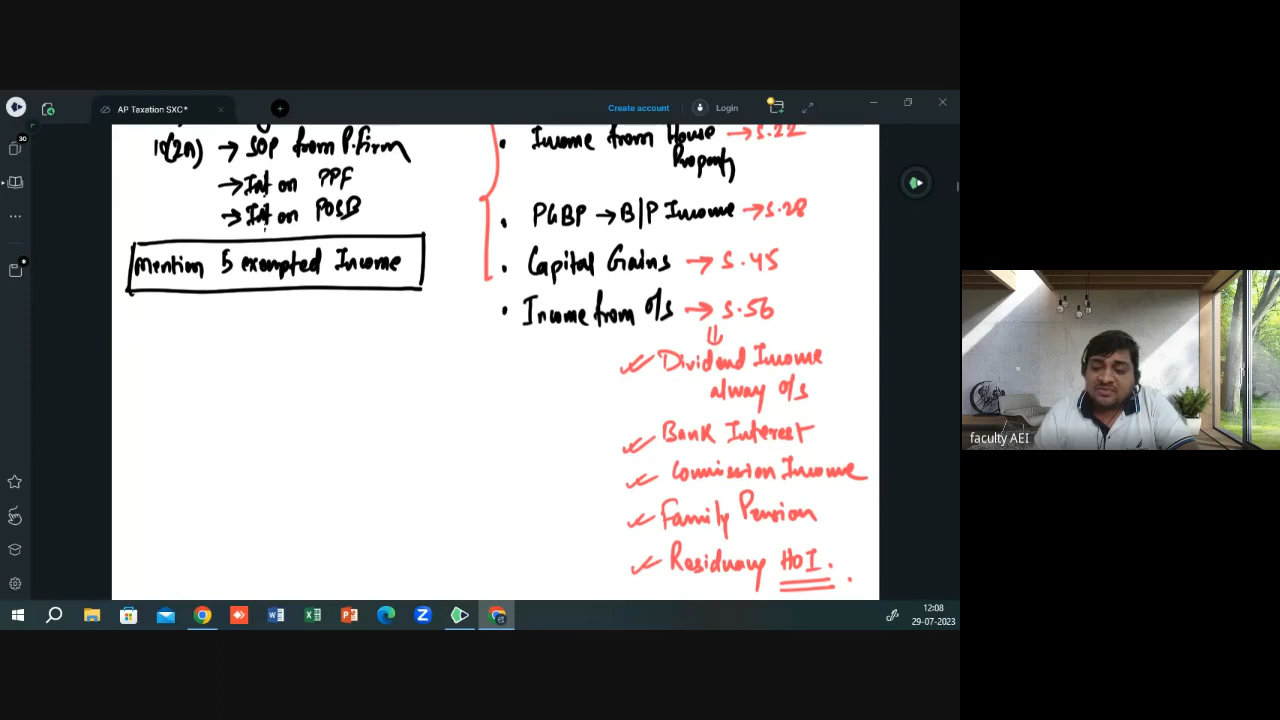 AP Taxation SXC*
Create account
Login
30
10(2A) → SOP from P.Firm
→ Int on PPF
→ Int on POSB
Mention 5 exempted Income
• Income from House → S.22
Property
• PGBP → B/P Income → S.28
• Capital Gains → S.45
• Income from O/S → S.56
Dividend Income
alway O/S
Bank Interest
Commission Income
Family Pension
Residuary HOI.
faculty AEI
12:08
29-07-2023